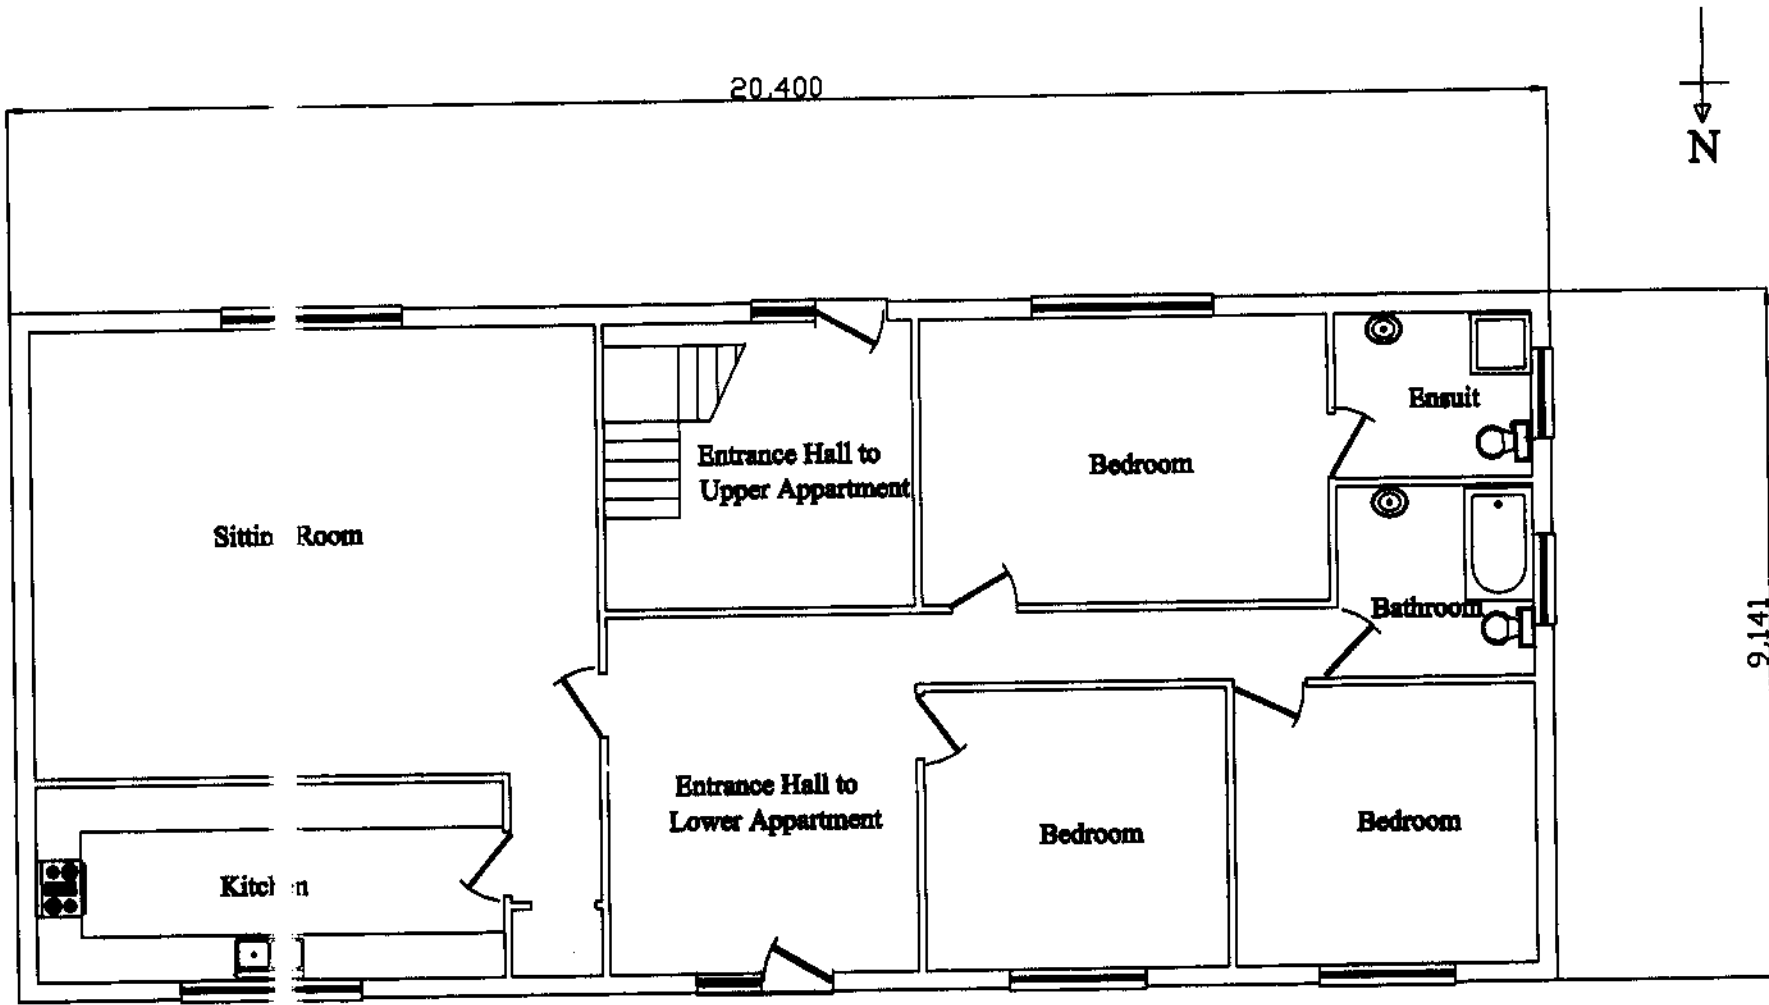 20,400
N
Ensuit
Entrance Hall to
Upper Appartment
Bedroom
Sittin Room
Bathroom
9,141
Entrance Hall to
Lower Appartment
Bedroom
Bedroom
Kitchen